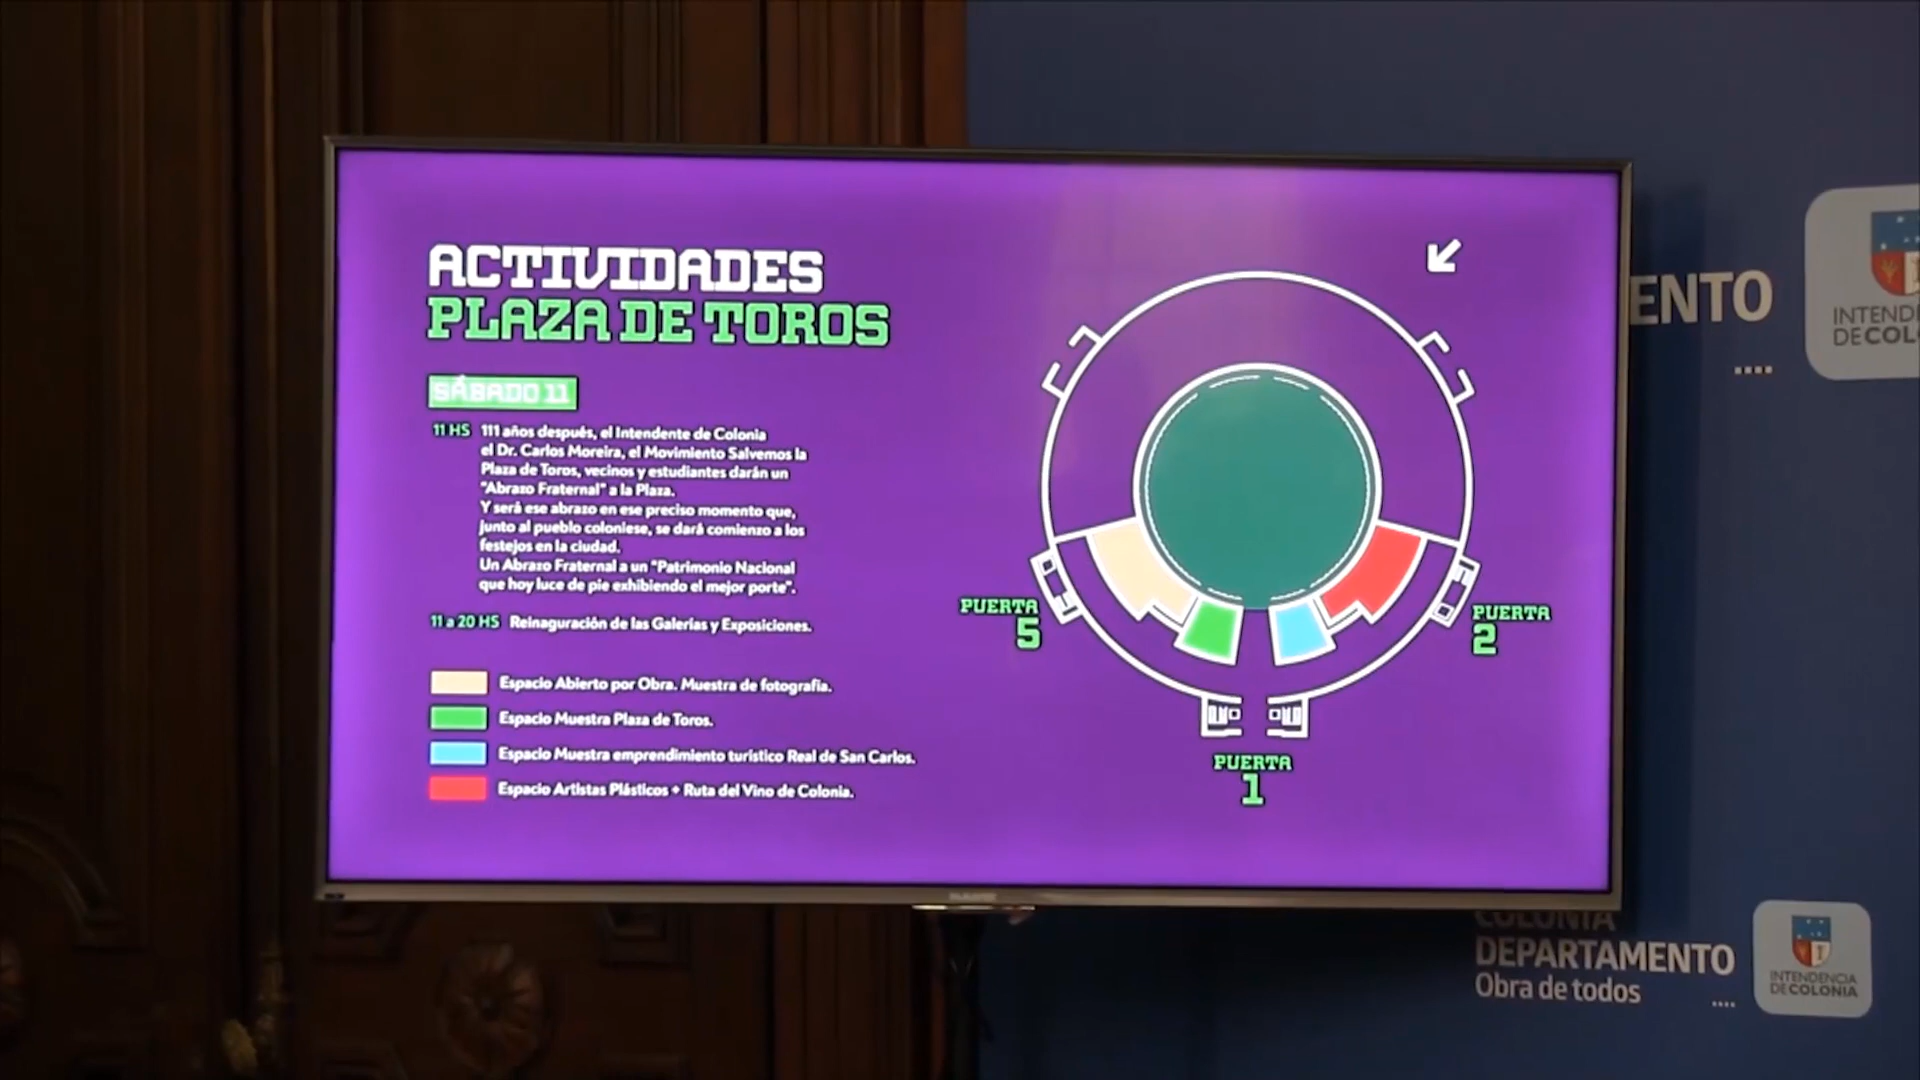 ACTIVIDADES
PLAZA DE TOROS
SÁBADO 11
11 HS 111 años después, el Intendente de Colonia
el Dr. Carlos Moreira, el Movimiento Salvemos la
Plaza de Toros, vecinos y estudiantes darán un
"Abrazo Fraternal" a la Plaza.
Y será ese abrazo en ese preciso momento que,
junto al pueblo coloniese, se dará comienzo a los
festejos en la ciudad.
Un Abrazo Fraternal a un "Patrimonio Nacional
que hoy luce de pie exhibiendo el mejor porte".
11 a 20 HS Reinaguración de las Galerías y Exposiciones.
Espacio Abierto por Obra. Muestra de fotografía.
Espacio Muestra Plaza de Toros.
Espacio Muestra emprendimiento turístico Real de San Carlos.
Espacio Artistas Plásticos + Ruta del Vino de Colonia.
PUERTA
5
PUERTA
2
PUERTA
1
ENTO
INTENDE
DE COL
COLONIA
DEPARTAMENTO
Obra de todos
INTENDENCIA
DE COLONIA